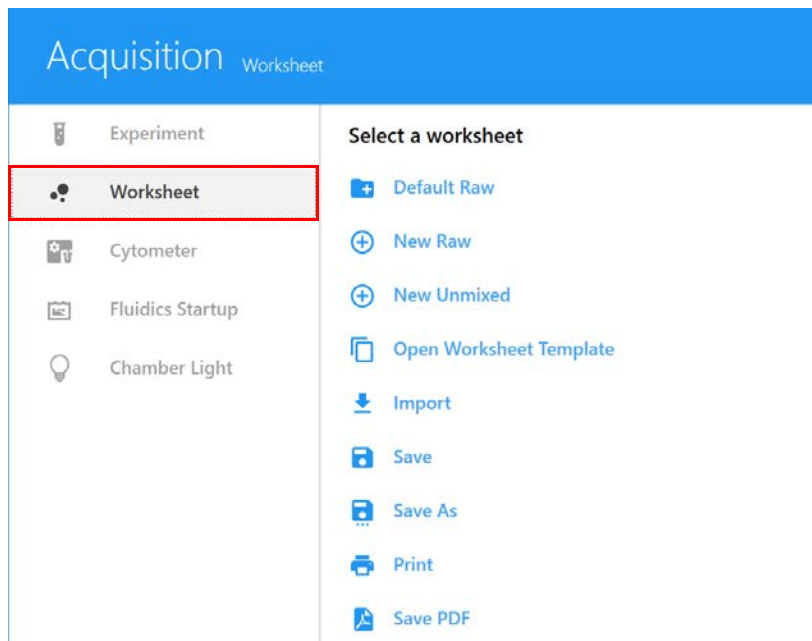 Acquisition Worksheet
Experiment
Worksheet
Cytometer
Fluidics Startup
Chamber Light
Select a worksheet
Default Raw
New Raw
New Unmixed
Open Worksheet Template
Import
Save
Save As
Print
Save PDF